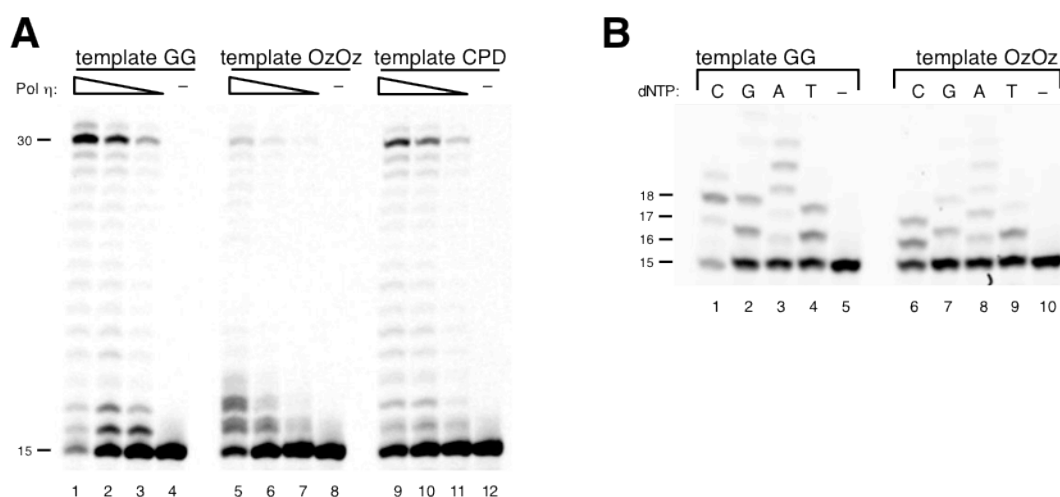 A
template GG template OzOz template CPD
Pol η: – – –
30
15
1 2 3 4 5 6 7 8 9 10 11 12
B
template GG template OzOz
dNTP: C G A T – C G A T –
18
17
16
15
1 2 3 4 5 6 7 8 9 10